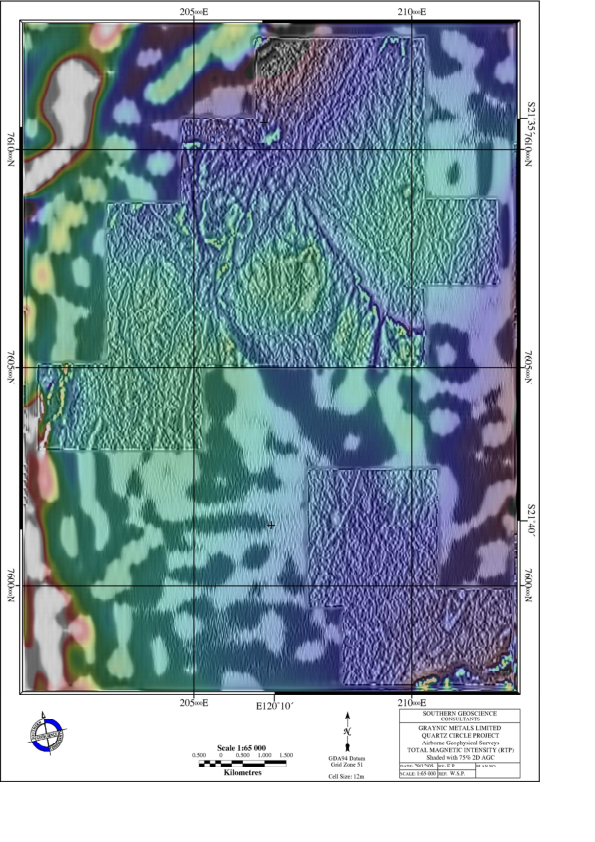 205000E
210000E
S21°35'
7610000N
7610000N
7605000N
7605000N
S21°40'
7600000N
7600000N
205000E
E120°10'
210000E
N
Scale 1:65 000
0.500 0 0.500 1.000 1.500
Kilometres
GDA94 Datum
Grid Zone 51
Cell Size: 12m
SOUTHERN GEOSCIENCE
CONSULTANTS
GRAYNIC METALS LIMITED
QUARTZ CIRCLE PROJECT
Airborne Geophysical Surveys
TOTAL MAGNETIC INTENSITY (RTP)
Shaded with 75% 2D AGC
SCALE: 1:65 000 REF: W.S.P.